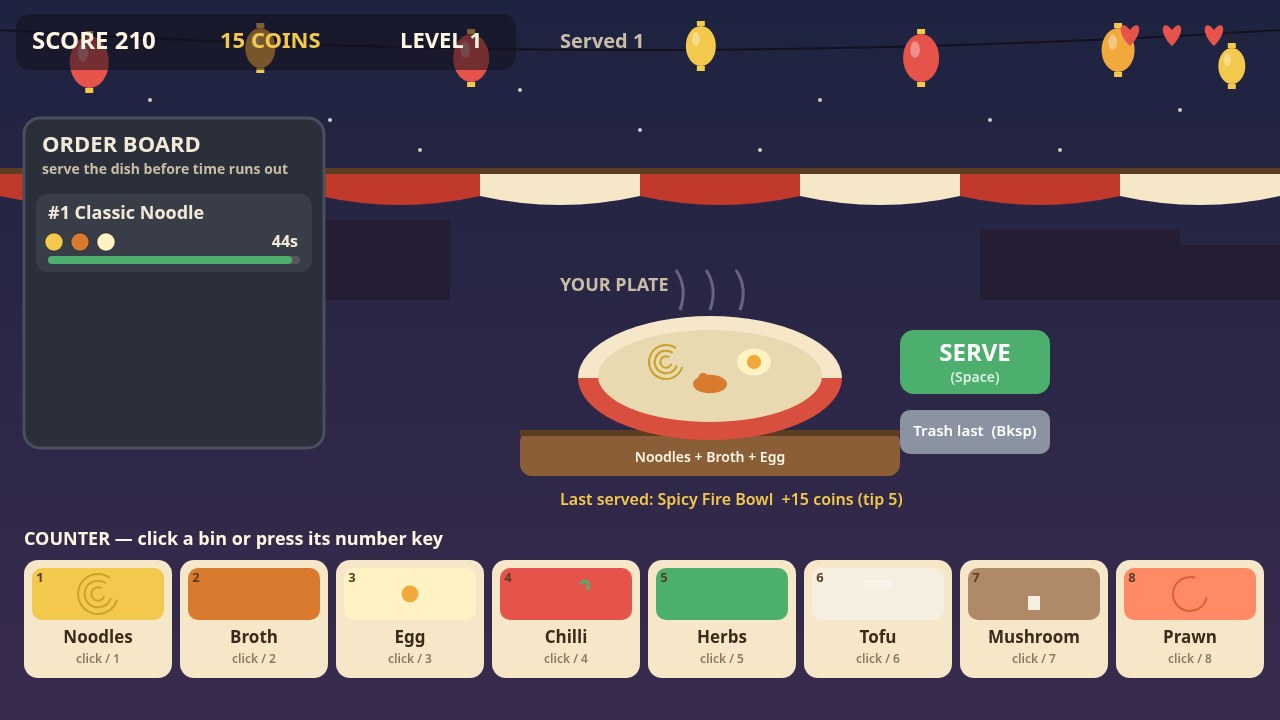 SCORE 210
15 COINS
LEVEL 1
Served 1
ORDER BOARD
serve the dish before time runs out
#1 Classic Noodle
44s
YOUR PLATE
SERVE
(Space)
Trash last (Bksp)
Noodles + Broth + Egg
Last served: Spicy Fire Bowl +15 coins (tip 5)
COUNTER — click a bin or press its number key
1
Noodles
click / 1
2
Broth
click / 2
3
Egg
click / 3
4
Chilli
click / 4
5
Herbs
click / 5
6
Tofu
click / 6
7
Mushroom
click / 7
8
Prawn
click / 8